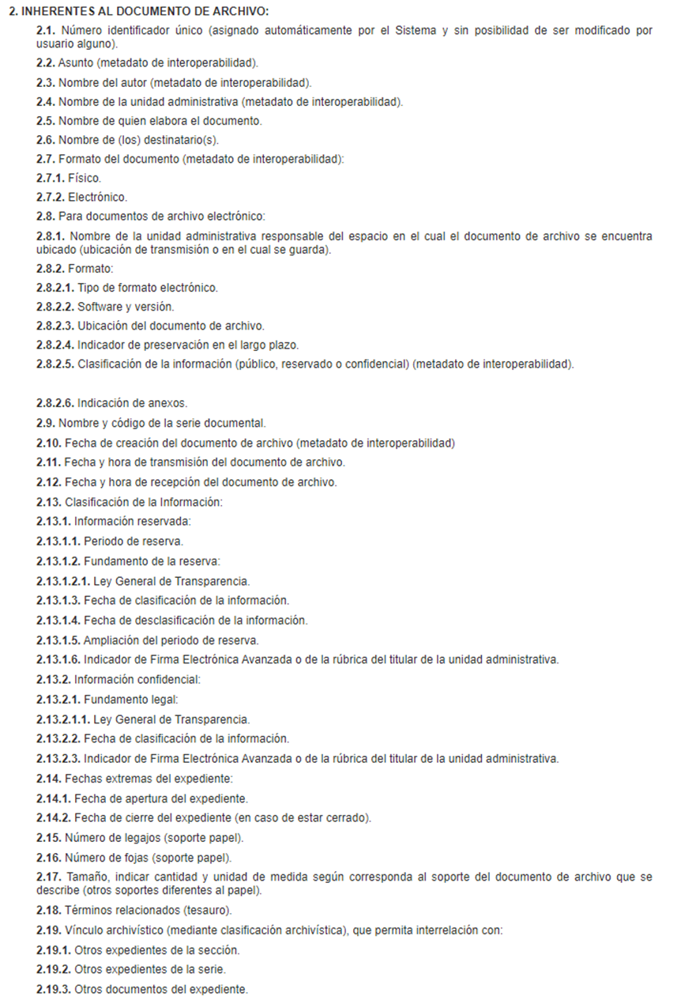 2. INHERENTES AL DOCUMENTO DE ARCHIVO:
2.1. Número identificador único (asignado automáticamente por el Sistema y sin posibilidad de ser modificado por
usuario alguno).
2.2. Asunto (metadato de interoperabilidad).
2.3. Nombre del autor (metadato de interoperabilidad).
2.4. Nombre de la unidad administrativa (metadato de interoperabilidad).
2.5. Nombre de quien elabora el documento.
2.6. Nombre de (los) destinatario(s).
2.7. Formato del documento (metadato de interoperabilidad):
2.7.1. Físico.
2.7.2. Electrónico.
2.8. Para documentos de archivo electrónico:
2.8.1. Nombre de la unidad administrativa responsable del espacio en el cual el documento de archivo se encuentra
ubicado (ubicación de transmisión o en el cual se guarda).
2.8.2. Formato:
2.8.2.1. Tipo de formato electrónico.
2.8.2.2. Software y versión.
2.8.2.3. Ubicación del documento de archivo.
2.8.2.4. Indicador de preservación en el largo plazo.
2.8.2.5. Clasificación de la información (público, reservado o confidencial) (metadato de interoperabilidad).
2.8.2.6. Indicación de anexos.
2.9. Nombre y código de la serie documental.
2.10. Fecha de creación del documento de archivo (metadato de interoperabilidad)
2.11. Fecha y hora de transmisión del documento de archivo.
2.12. Fecha y hora de recepción del documento de archivo.
2.13. Clasificación de la Información:
2.13.1. Información reservada:
2.13.1.1. Periodo de reserva.
2.13.1.2. Fundamento de la reserva:
2.13.1.2.1. Ley General de Transparencia.
2.13.1.3. Fecha de clasificación de la información.
2.13.1.4. Fecha de desclasificación de la información.
2.13.1.5. Ampliación del periodo de reserva.
2.13.1.6. Indicador de Firma Electrónica Avanzada o de la rúbrica del titular de la unidad administrativa.
2.13.2. Información confidencial:
2.13.2.1. Fundamento legal:
2.13.2.1.1. Ley General de Transparencia.
2.13.2.2. Fecha de clasificación de la información.
2.13.2.3. Indicador de Firma Electrónica Avanzada o de la rúbrica del titular de la unidad administrativa.
2.14. Fechas extremas del expediente:
2.14.1. Fecha de apertura del expediente.
2.14.2. Fecha de cierre del expediente (en caso de estar cerrado).
2.15. Número de legajos (soporte papel).
2.16. Número de fojas (soporte papel).
2.17. Tamaño, indicar cantidad y unidad de medida según corresponda al soporte del documento de archivo que se
describe (otros soportes diferentes al papel).
2.18. Términos relacionados (tesauro).
2.19. Vínculo archivístico (mediante clasificación archivística), que permita interrelación con:
2.19.1. Otros expedientes de la sección.
2.19.2. Otros expedientes de la serie.
2.19.3. Otros documentos del expediente.